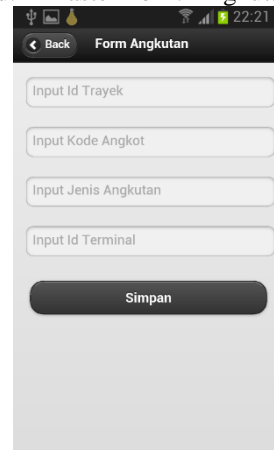 22:21
Back Form Angkutan
Input Id Trayek
Input Kode Angkot
Input Jenis Angkutan
Input Id Terminal
Simpan